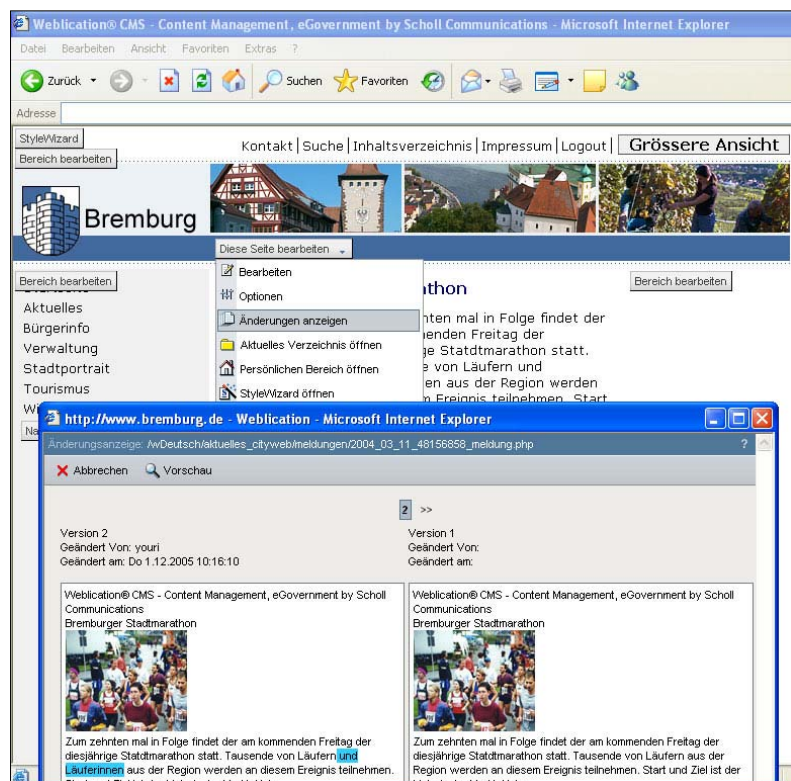 Weblication® CMS - Content Management, eGovernment by Scholl Communications - Microsoft Internet Explorer
Datei Bearbeiten Ansicht Favoriten Extras ?
Zurück Suchen Favoriten
Adresse
StyleWizard
Kontakt | Suche | Inhaltsverzeichnis | Impressum | Logout | Grössere Ansicht
Bereich bearbeiten
Bremburg
Diese Seite bearbeiten
Bereich bearbeiten
Aktuelles
Bürgerinfo
Verwaltung
Stadtportrait
Tourismus
Bearbeiten
Optionen
Änderungen anzeigen
Aktuelles Verzeichnis öffnen
Persönlichen Bereich öffnen
StyleWizard öffnen
Bereich bearbeiten
mal in Folge findet der
Freitag der
Statdtmarathon statt.
von Läufern und
aus der Region werden
Ereignis teilnehmen. Start
http://www.bremburg.de - Weblication - Microsoft Internet Explorer
Änderungsanzeige: /wDeutsch/aktuelles_cityweb/meldungen/2004_03_11_48156858_meldung.php ?
Abbrechen Vorschau
2 >>
Version 2
Geändert Von: youri
Geändert am: Do 1.12.2005 10:16:10
Version 1
Geändert Von:
Geändert am:
Weblication® CMS - Content Management, eGovernment by Scholl
Communications
Bremburger Stadtmarathon
Zum zehnten mal in Folge findet der am kommenden Freitag der
diesjährige Statdtmarathon statt. Tausende von Läufern und
Läuferinnen aus der Region werden an diesem Ereignis teilnehmen.
Weblication® CMS - Content Management, eGovernment by Scholl
Communications
Bremburger Stadtmarathon
Zum zehnten mal in Folge findet der am kommenden Freitag der
diesjährige Statdtmarathon statt. Tausende von Läufern aus der
Region werden an diesem Ereignis teilnehmen. Start und Ziel ist der